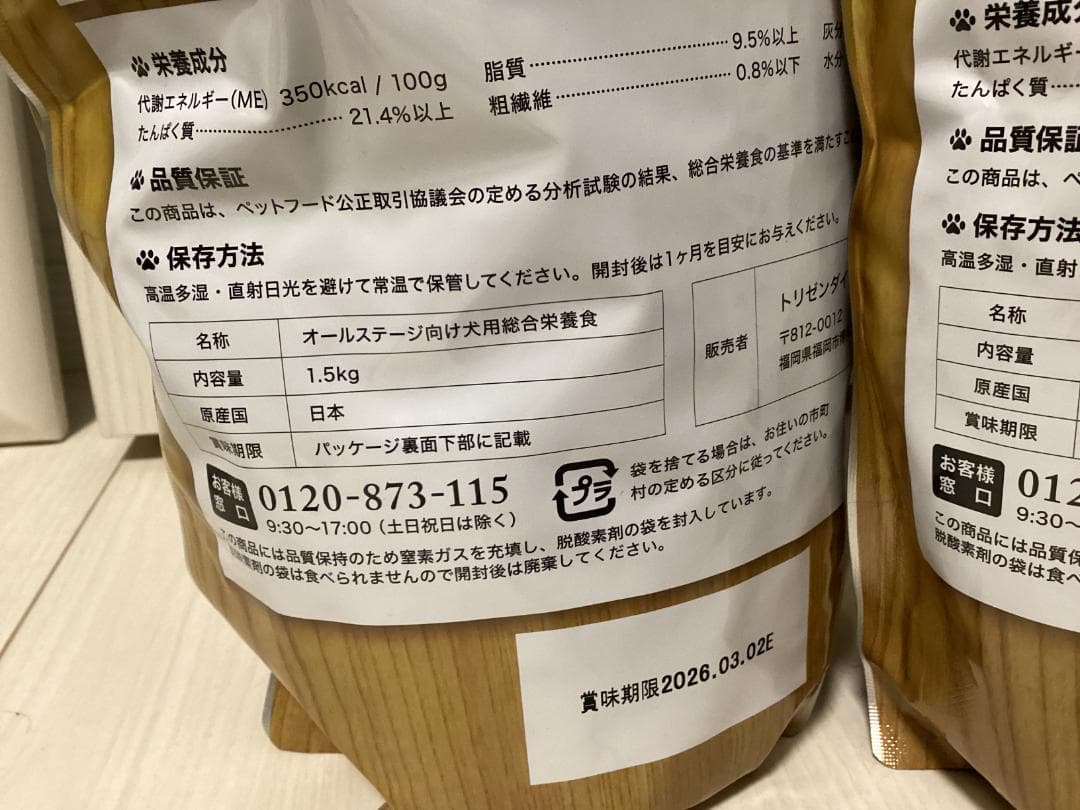 栄養成分
代謝エネルギー(ME) 350kcal / 100g
たんぱく質 21.4%以上
脂質 9.5%以上
粗繊維 0.8%以下
灰分
水分
品質保証
この商品は、ペットフード公正取引協議会の定める分析試験の結果、総合栄養食の基準を満たすこ
保存方法
高温多湿・直射日光を避けて常温で保管してください。開封後は1ヶ月を目安にお与えください。
名称 オールステージ向け犬用総合栄養食
内容量 1.5kg
原産国 日本
賞味期限 パッケージ裏面下部に記載
販売者
トリゼンダイ
〒812-0012
福岡県福岡市博
お客様
窓口
0120-873-115
9:30～17:00（土日祝日は除く）
プラ
袋を捨てる場合は、お住いの市町
村の定める区分に従ってください。
この商品には品質保持のため窒素ガスを充填し、脱酸素剤の袋を封入しています。
脱酸素剤の袋は食べられませんので開封後は廃棄してください。
賞味期限2026.03.02E
栄養成分
代謝エネルギー
たんぱく質
品質保証
この商品は、ペ
保存方法
高温多湿・直射
名称
内容量
原産国
賞味期限
お客様
窓口
012
9:30～
この商品には品質保
脱酸素剤の袋は食べ